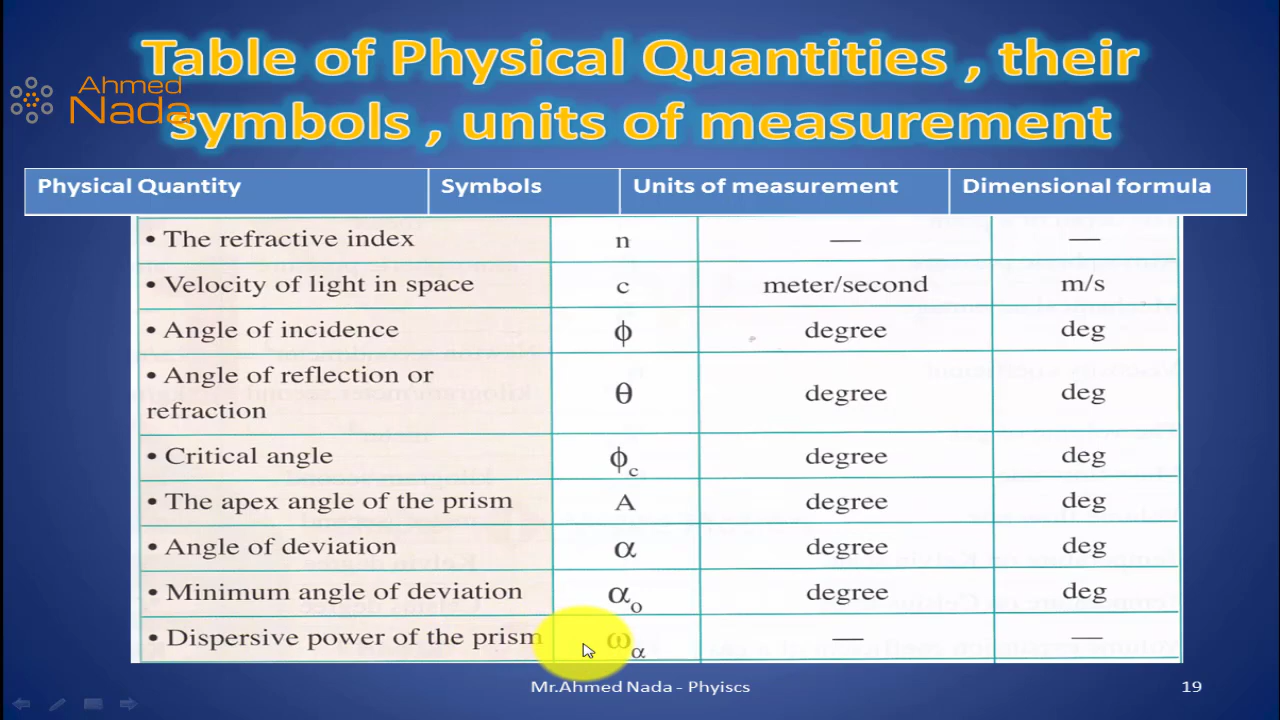 Table of Physical Quantities , their
symbols , units of measurement
Ahmed
Nada
Physical Quantity Symbols Units of measurement Dimensional formula
• The refractive index n — —
• Velocity of light in space c meter/second m/s
• Angle of incidence ϕ degree deg
• Angle of reflection or
refraction θ degree deg
• Critical angle ϕc degree deg
• The apex angle of the prism A degree deg
• Angle of deviation α degree deg
• Minimum angle of deviation αo degree deg
• Dispersive power of the prism ωα — —
Mr.Ahmed Nada - Phyiscs 19